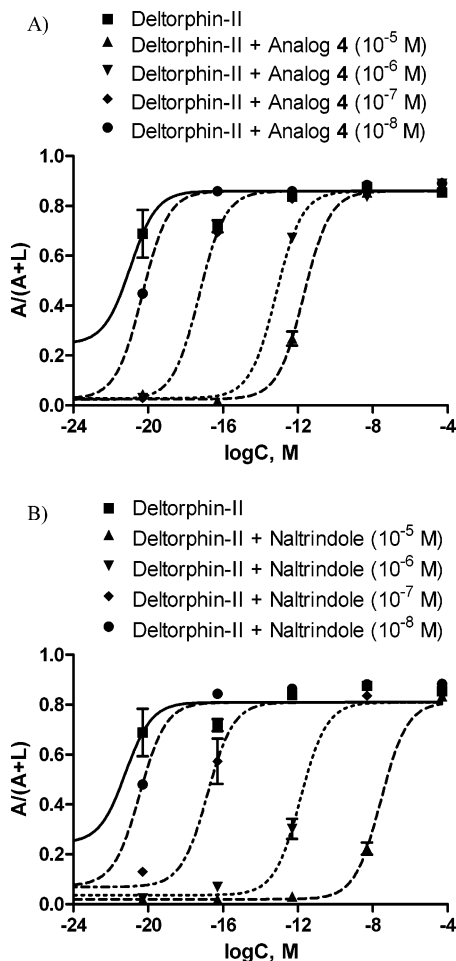 A)
Deltorphin-II
Deltorphin-II + Analog 4 (10⁻⁵ M)
Deltorphin-II + Analog 4 (10⁻⁶ M)
Deltorphin-II + Analog 4 (10⁻⁷ M)
Deltorphin-II + Analog 4 (10⁻⁸ M)
A/(A+L)
1.0
0.8
0.6
0.4
0.2
0.0
-24 -20 -16 -12 -8 -4
logC, M
B)
Deltorphin-II
Deltorphin-II + Naltrindole (10⁻⁵ M)
Deltorphin-II + Naltrindole (10⁻⁶ M)
Deltorphin-II + Naltrindole (10⁻⁷ M)
Deltorphin-II + Naltrindole (10⁻⁸ M)
A/(A+L)
1.0
0.8
0.6
0.4
0.2
0.0
-24 -20 -16 -12 -8 -4
logC, M